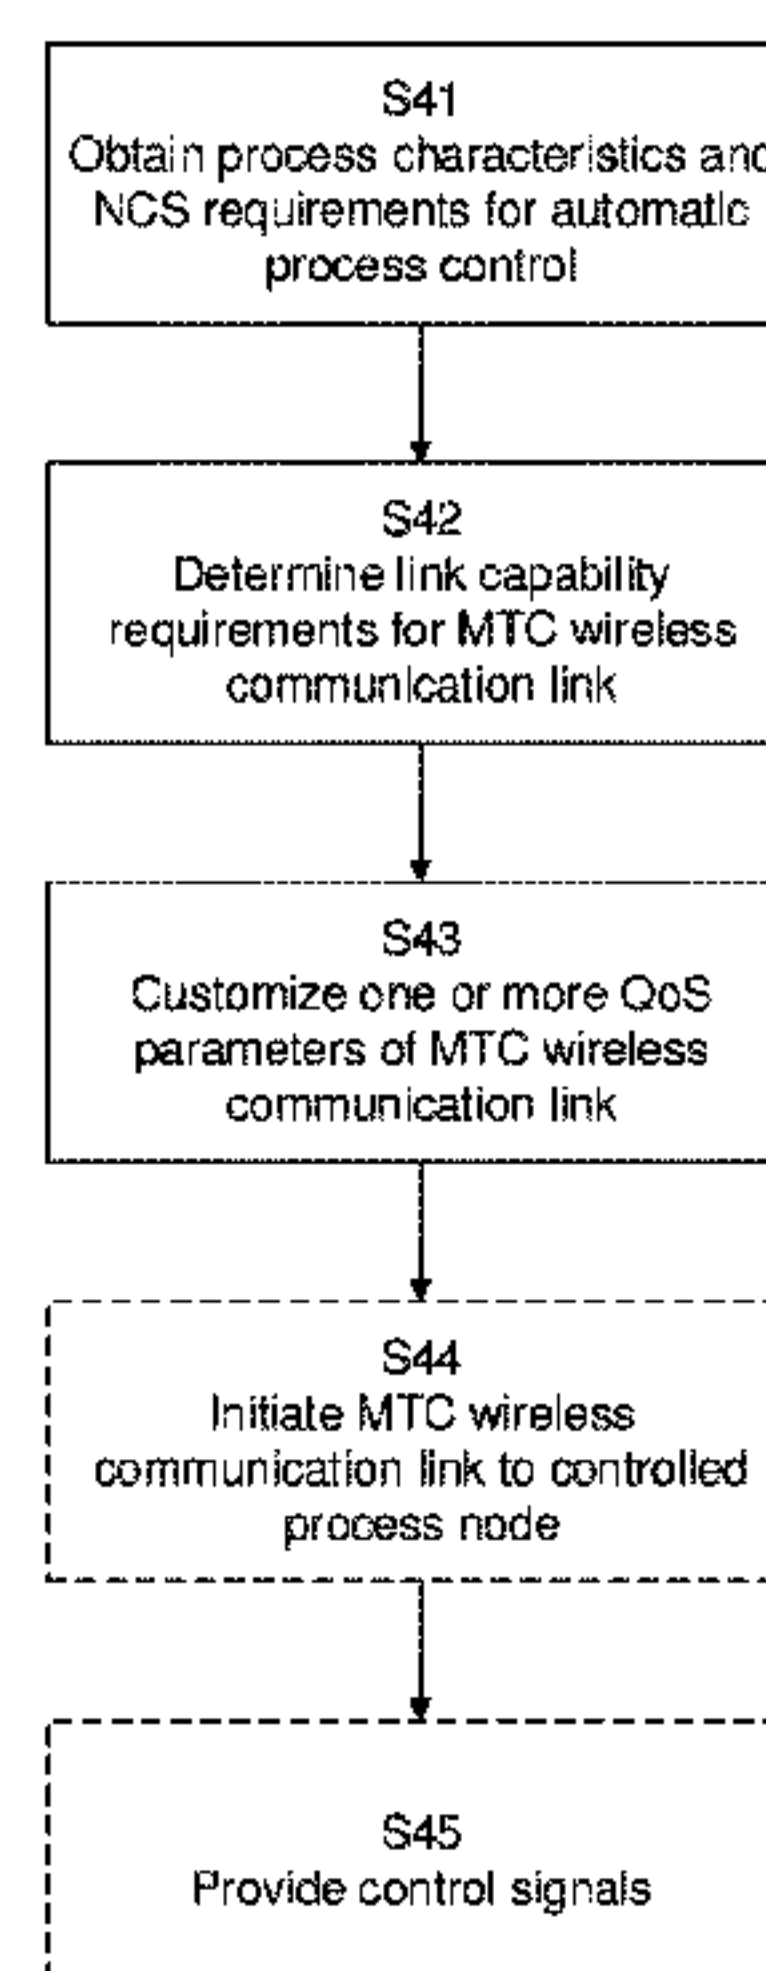 S41
Obtain process characteristics and
NCS requirements for automatic
process control
S42
Determine link capability
requirements for MTC wireless
communication link
S43
Customize one or more QoS
parameters of MTC wireless
communication link
S44
Initiate MTC wireless
communication link to controlled
process node
S45
Provide control signals